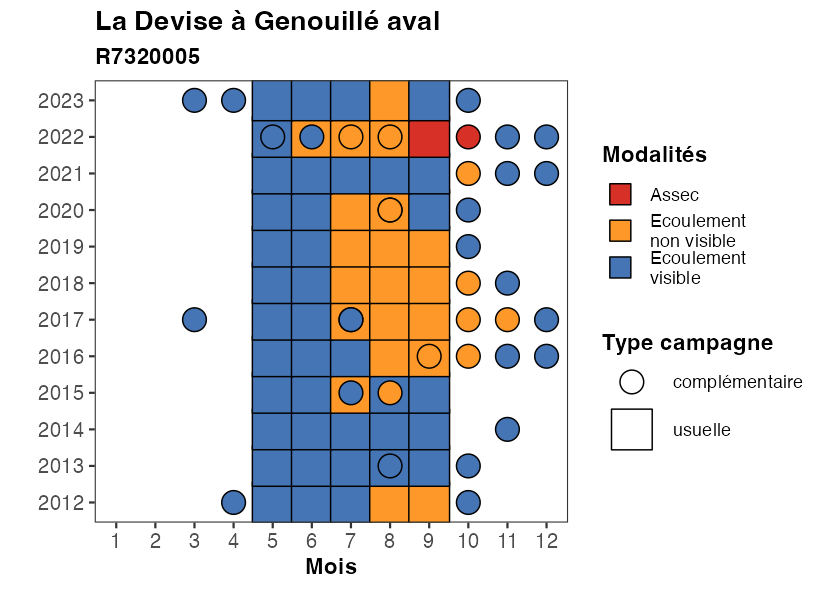 La Devise à Genouillé aval
R7320005
2023
2022
2021
2020
2019
2018
2017
2016
2015
2014
2013
2012
1 2 3 4 5 6 7 8 9 10 11 12
Mois
Modalités
Assec
Ecoulement
non visible
Ecoulement
visible
Type campagne
complémentaire
usuelle